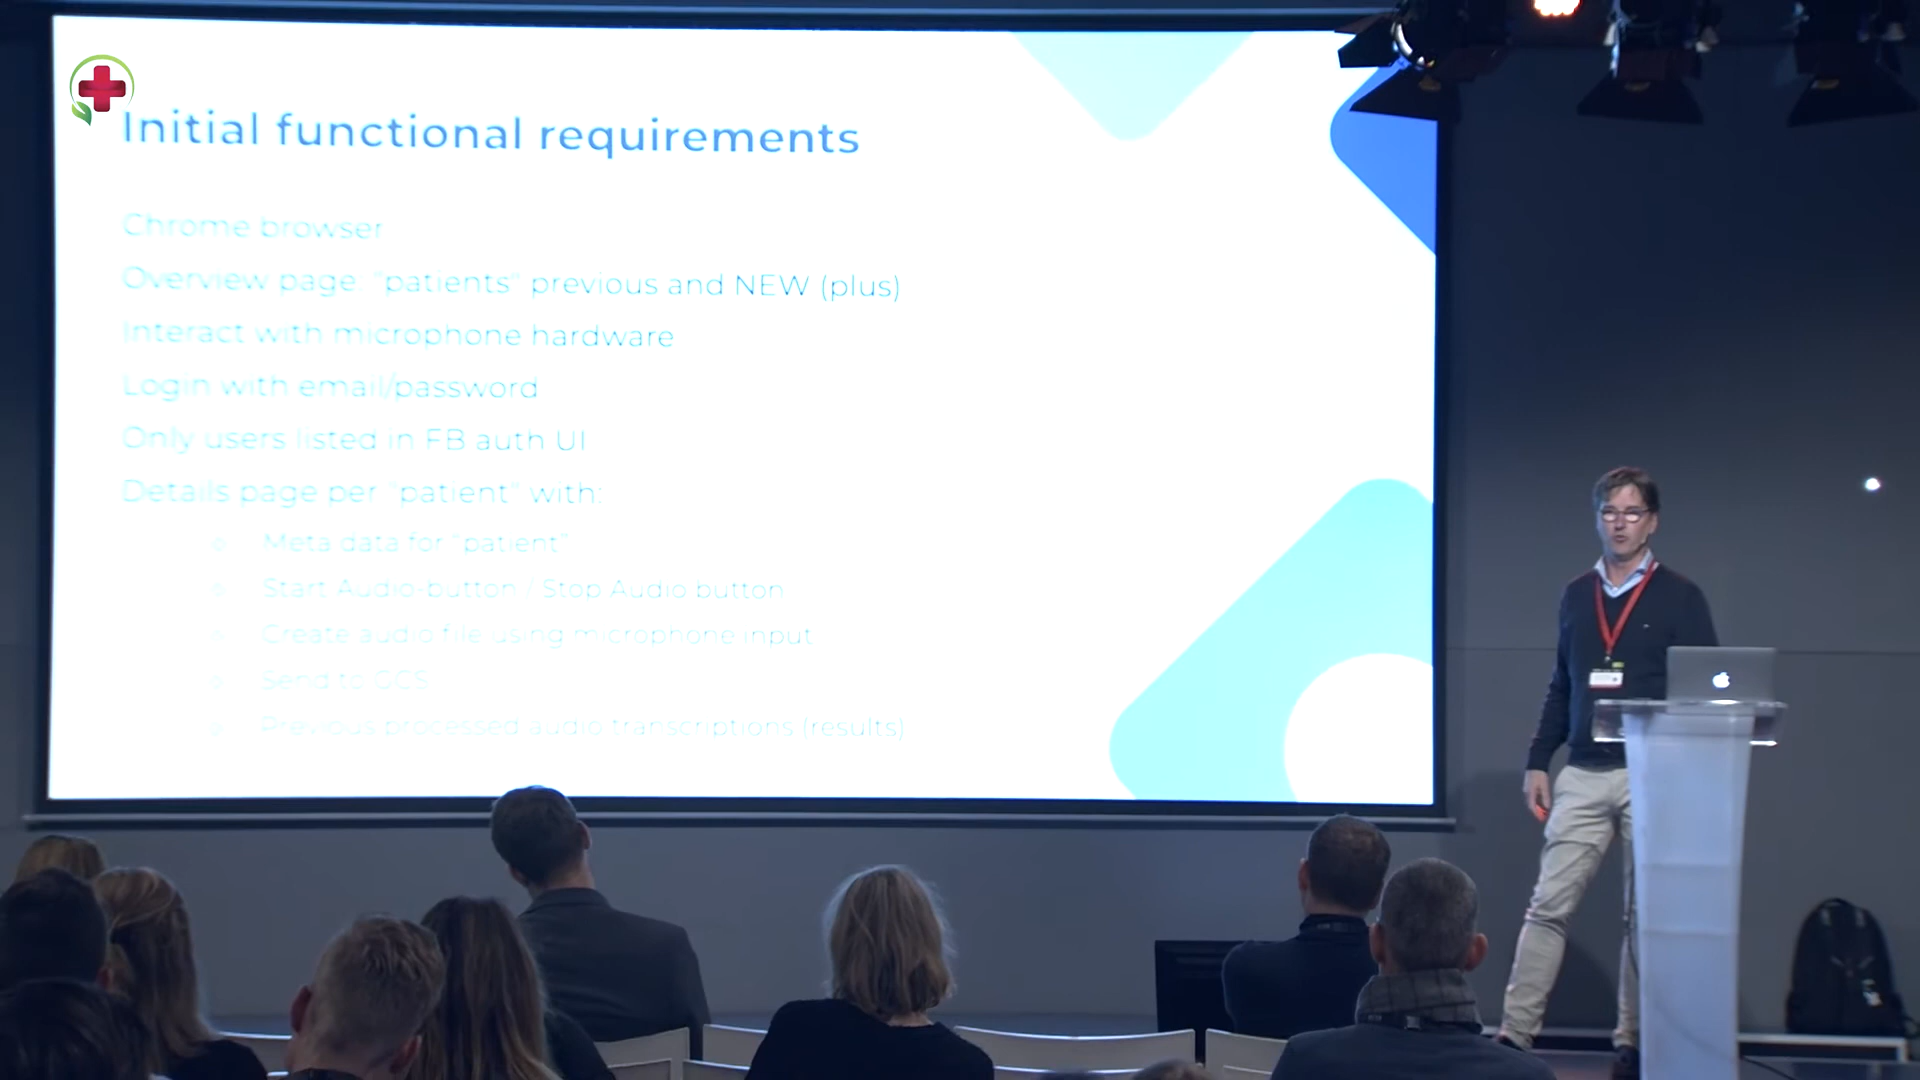 Initial functional requirements
Chrome browser
Overview page: "patients" previous and NEW (plus)
Interact with microphone hardware
Login with email/password
Only users listed in FB auth UI
Details page per "patient" with:
Meta data for "patient"
Start Audio-button / Stop Audio button
Create audio file using microphone input
Send to GCS
Previous processed audio transcriptions (results)